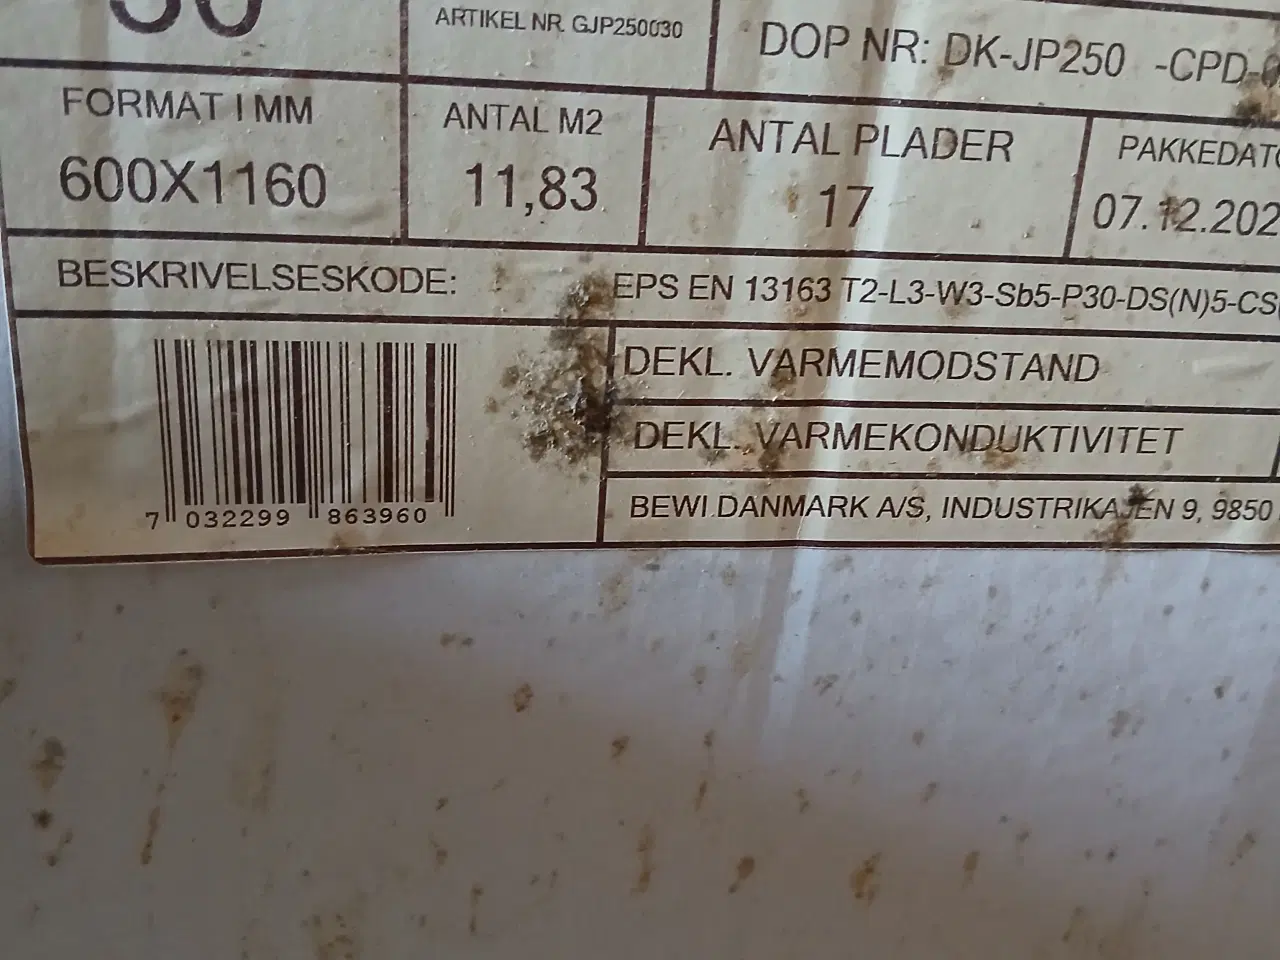 ARTIKEL NR. GJP250030
DOP NR: DK-JP250 -CPD-
FORMAT I MM
ANTAL M2
ANTAL PLADER
PAKKEDATO
600X1160
11,83
17
07.12.202
BESKRIVELSESKODE:
EPS EN 13163 T2-L3-W3-Sb5-P30-DS(N)5-CS(
DEKL. VARMEMODSTAND
DEKL. VARMEKONDUKTIVITET
BEWI DANMARK A/S, INDUSTRIKAJEN 9, 9850
7 032299 863960